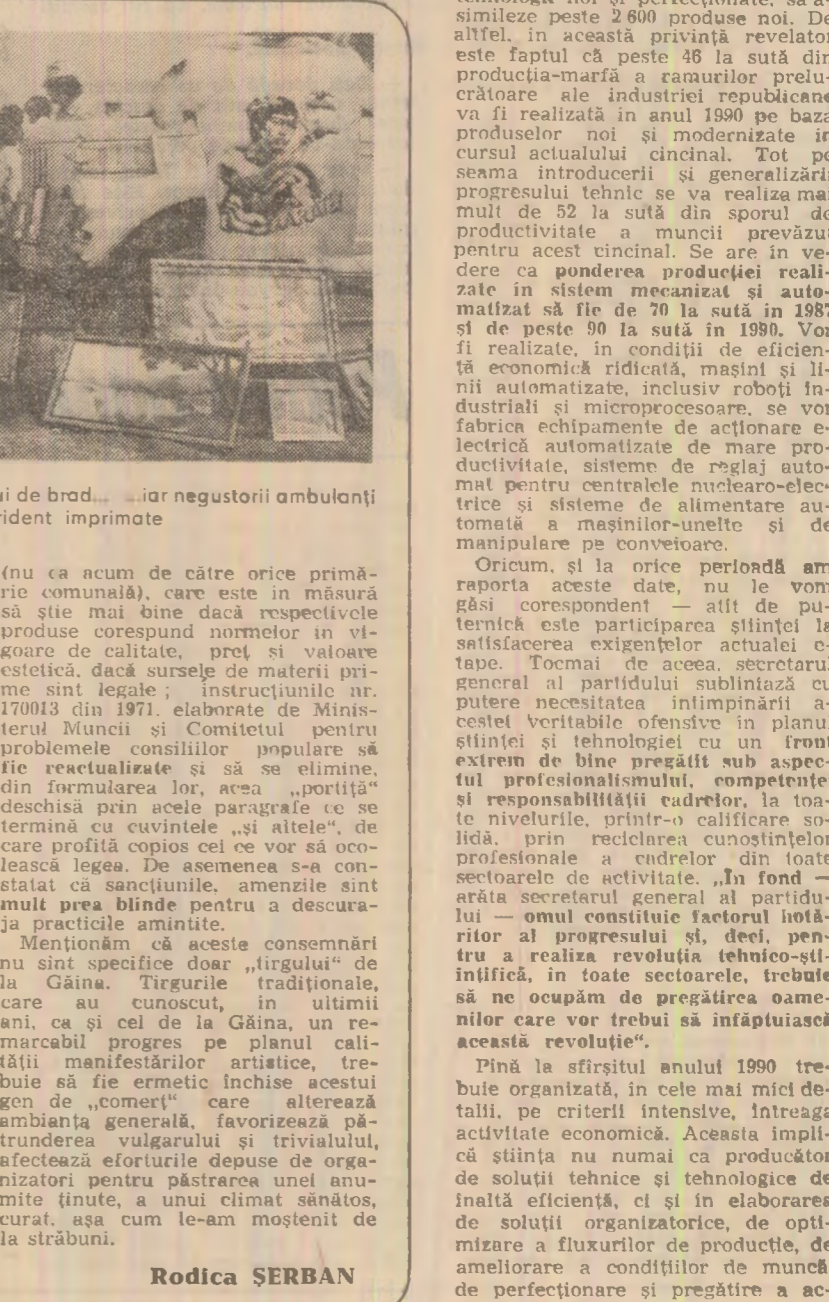 ui de brad... ...iar negustorii ambulanți
rident imprimate
(nu ca acum de către orice primă-
rie comunală), care este în măsură
să știe mai bine dacă respectivele
produse corespund normelor în vi-
goare de calitate, preț și valoare
estetică, dacă sursele de materii pri-
me sînt legale ; instrucțiunile nr.
170013 din 1971, elaborate de Minis-
terul Muncii și Comitetul pentru
problemele consiliilor populare să
fie reactualizate și să se elimine,
din formularea lor, acea „portiță"
deschisă prin acele paragrafe ce se
termină cu cuvintele „și altele", de
care profită copios cei ce vor să oco-
lească legea. De asemenea s-a con-
statat că sancțiunile, amenzile sînt
mult prea blinde pentru a descura-
ja practicile amintite.
Menționăm că aceste consemnări
nu sînt specifice doar „tîrgului" de
la Găina. Tîrgurile tradiționale,
care au cunoscut, în ultimii
ani, ca și cel de la Găina, un re-
marcabil progres pe planul cali-
tății manifestărilor artistice, tre-
buie să fie ermetic închise acestui
gen de „comerț" care alterează
ambianța generală, favorizează pă-
trunderea vulgarului și trivialului,
afectează eforturile depuse de orga-
nizatori pentru păstrarea unei anu-
mite ținute, a unui climat sănătos,
curat, așa cum le-am moștenit de
la străbuni.
Rodica ȘERBAN
tehnologii noi și perfecționate, să a-
simileze peste 2 600 produse noi. De
altfel, în această privință revelator
este faptul că peste 46 la sută din
producția-marfă a ramurilor prelu-
crătoare ale industriei republicane
va fi realizată în anul 1990 pe baza
produselor noi și modernizate în
cursul actualului cincinal. Tot pe
seama introducerii și generalizării
progresului tehnic se va realiza mai
mult de 52 la sută din sporul de
productivitate a muncii prevăzut
pentru acest cincinal. Se are în ve-
dere ca ponderea producției reali-
zate în sistem mecanizat și auto-
matizat să fie de 70 la sută în 1987
și de peste 90 la sută în 1990. Vor
fi realizate, în condiții de eficien-
ță economică ridicată, mașini și li-
nii automatizate, inclusiv roboți in-
dustriali și microprocesoare, se vor
fabrica echipamente de acționare e-
lectrică automatizate de mare pro-
ductivitate, sisteme de reglaj auto-
mat pentru centralele nuclearo-elec-
trice și sisteme de alimentare au-
tomată a mașinilor-unelte și de
manipulare pe conveioare.
Oricum, și la orice perioadă am
raporta aceste date, nu le vom
găsi corespondent — atît de pu-
ternică este participarea științei la
satisfacerea exigențelor actualei e-
tape. Tocmai de aceea, secretarul
general al partidului subliniază cu
putere necesitatea întîmpinării a-
cestei veritabile ofensive în planul
științei și tehnologiei cu un front
extrem de bine pregătit sub aspec-
tul profesionalismului, competenței
și responsabilității cadrelor, la toa-
te nivelurile, printr-o calificare so-
lidă, prin reciclarea cunoștințelor
profesionale a cadrelor din toate
sectoarele de activitate. „În fond —
arăta secretarul general al partidu-
lui — omul constituie factorul hotă-
rîtor al progresului și, deci, pen-
tru a realiza revoluția tehnico-ști-
ințifică, în toate sectoarele, trebuie
să ne ocupăm de pregătirea oame-
nilor care vor trebui să înfăptuiască
această revoluție".
Pînă la sfîrșitul anului 1990 tre-
buie organizată, în cele mai mici de-
talii, pe criterii intensive, întreaga
activitate economică. Aceasta impli-
că știința nu numai ca producător
de soluții tehnice și tehnologice de
înaltă eficiență, ci și în elaborarea
de soluții organizatorice, de opti-
mizare a fluxurilor de producție, de
ameliorare a condițiilor de muncă
de perfecționare și pregătire a ac-